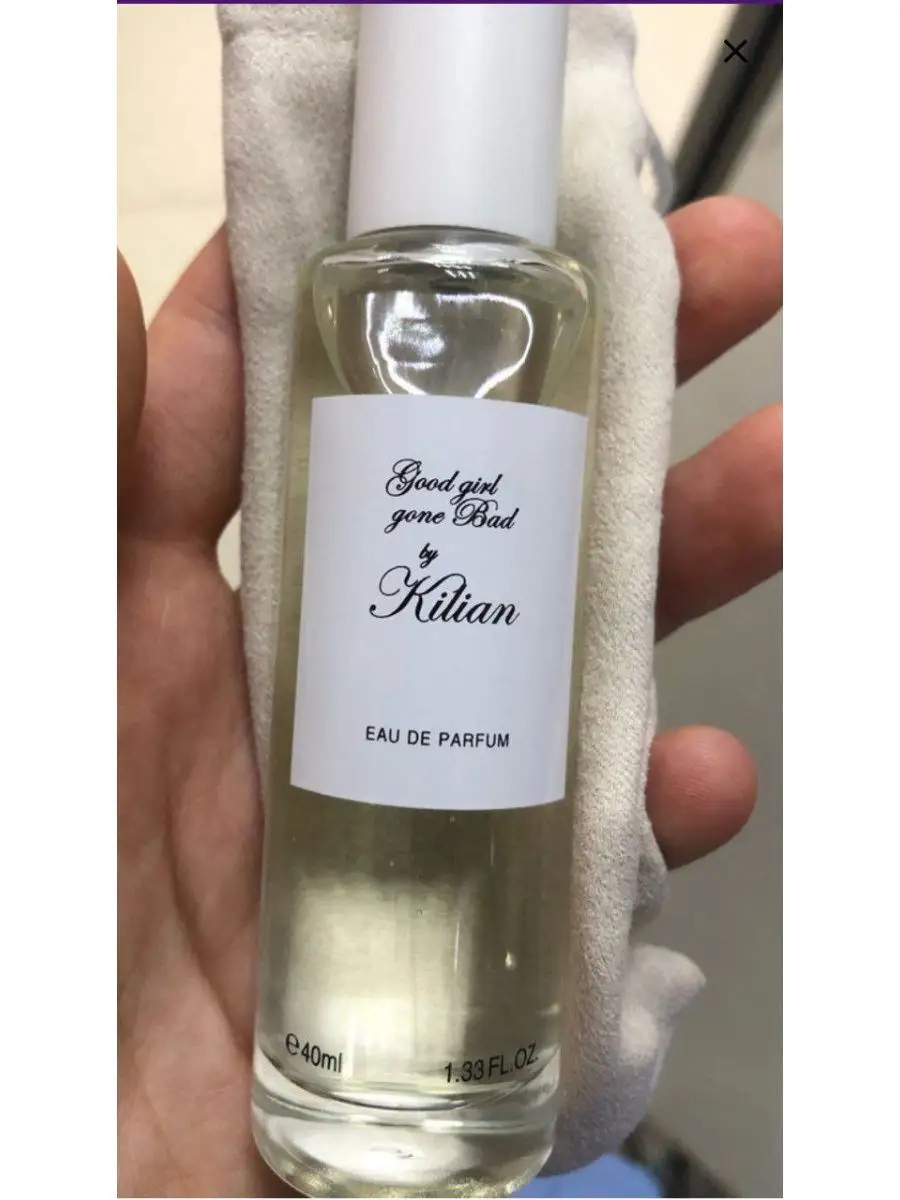 Good girl
gone Bad
by
Kilian
EAU DE PARFUM
℮40ml
1.33 FL.OZ.